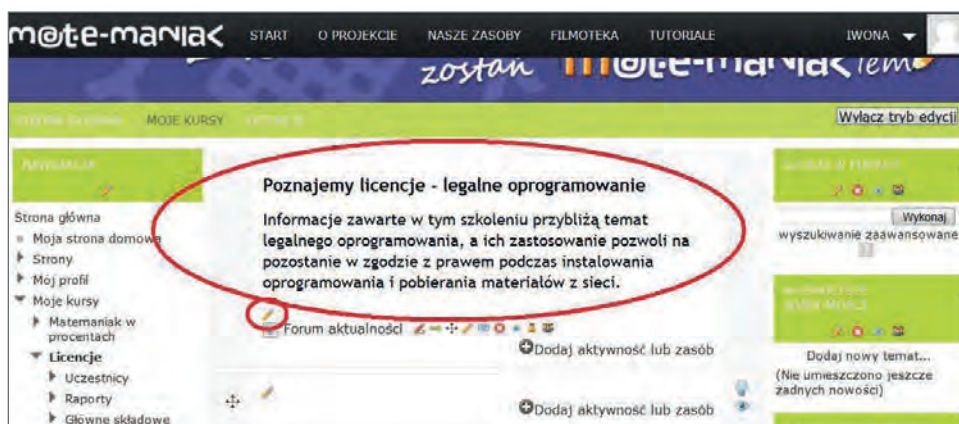 m@te-maniak START O PROJEKCIE NASZE ZASOBY FILMOTEKA TUTORIALE IWONA
zostań m@te-maniakiem
MOJE KURSY
Wyłącz tryb edycji
NAWIGACJA
Strona główna
Moja strona domowa
Strony
Mój profil
Moje kursy
Matemaniak w
procentach
Licencje
Uczestnicy
Raporty
Główne składowe
Poznajemy licencje - legalne oprogramowanie
Informacje zawarte w tym szkoleniu przybliżą temat
legalnego oprogramowania, a ich zastosowanie pozwoli na
pozostanie w zgodzie z prawem podczas instalowania
oprogramowania i pobierania materiałów z sieci.
Forum aktualności
Dodaj aktywność lub zasób
Dodaj aktywność lub zasób
Wykonaj
wyszukiwanie zaawansowane
Dodaj nowy temat...
(Nie umieszczono jeszcze
żadnych nowości)